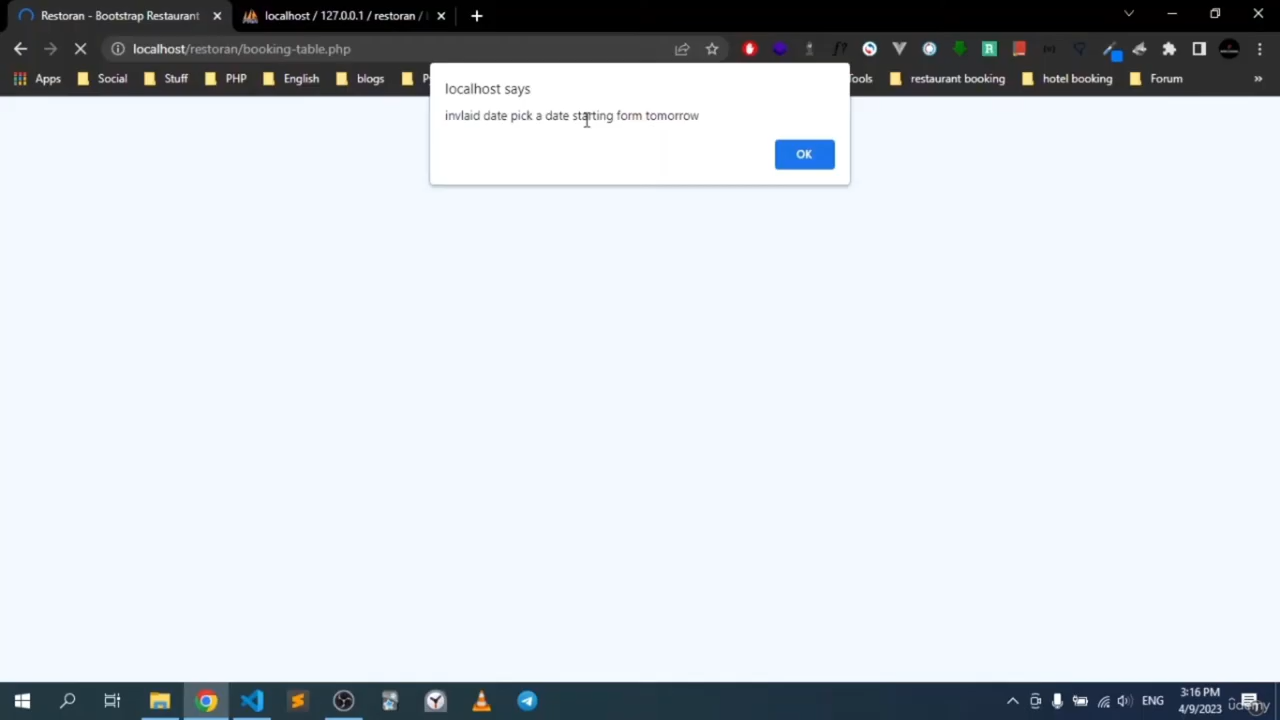 Restoran - Bootstrap Restaurant
localhost / 127.0.0.1 / restoran /
localhost/restoran/booking-table.php
Apps
Social
Stuff
PHP
English
blogs
Tools
restaurant booking
hotel booking
Forum
»
localhost says
invlaid date pick a date starting form tomorrow
OK
ENG
3:16 PM
4/9/2023
udemy